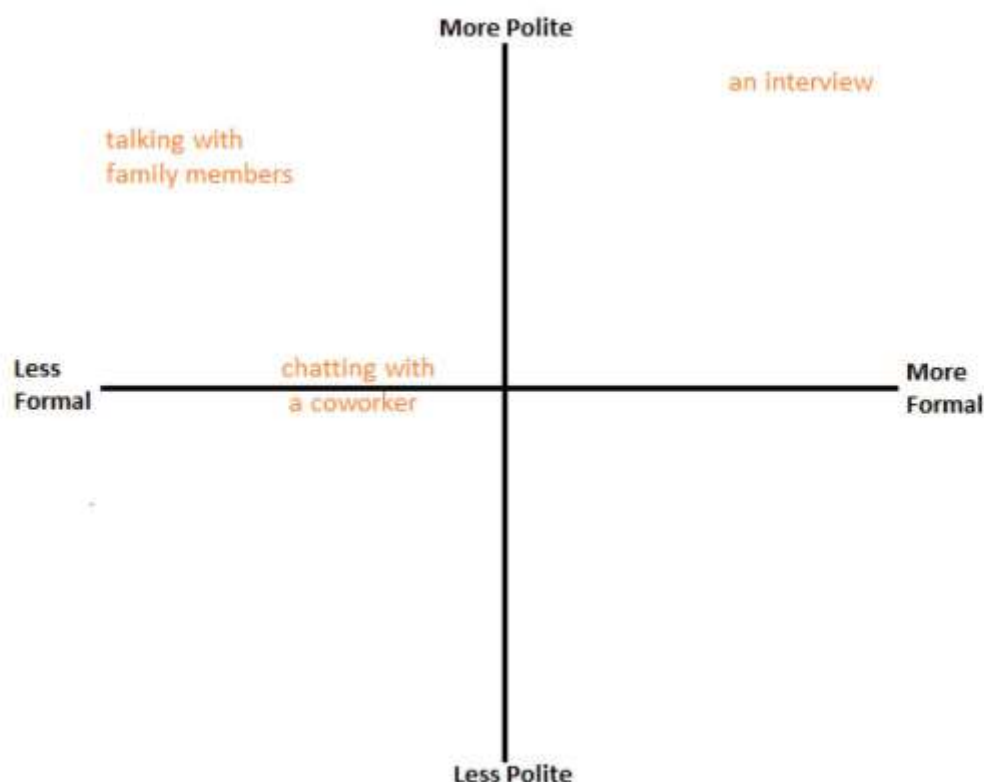 More Polite
an interview
talking with
family members
Less
Formal
chatting with
a coworker
More
Formal
Less Polite